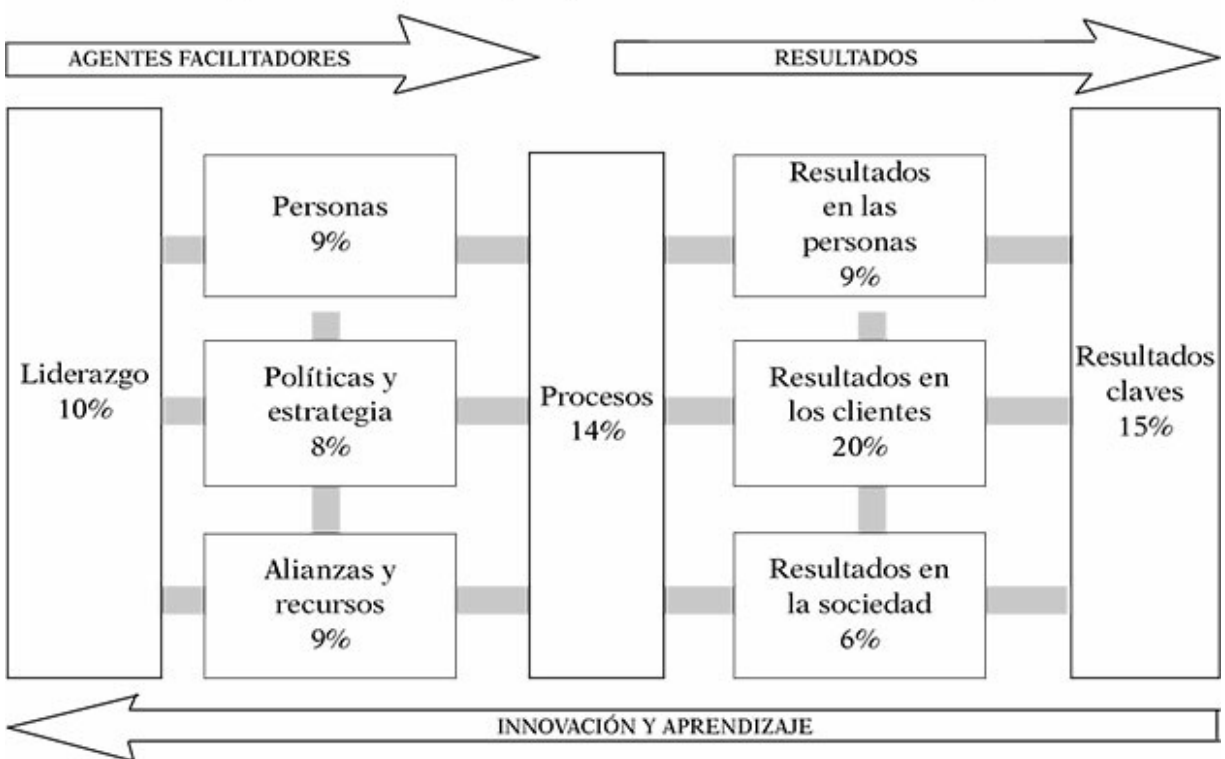 AGENTES FACILITADORES
RESULTADOS
Liderazgo
10%
Personas
9%
Políticas y
estrategia
8%
Alianzas y
recursos
9%
Procesos
14%
Resultados
en las
personas
9%
Resultados en
los clientes
20%
Resultados en
la sociedad
6%
Resultados
claves
15%
INNOVACIÓN Y APRENDIZAJE